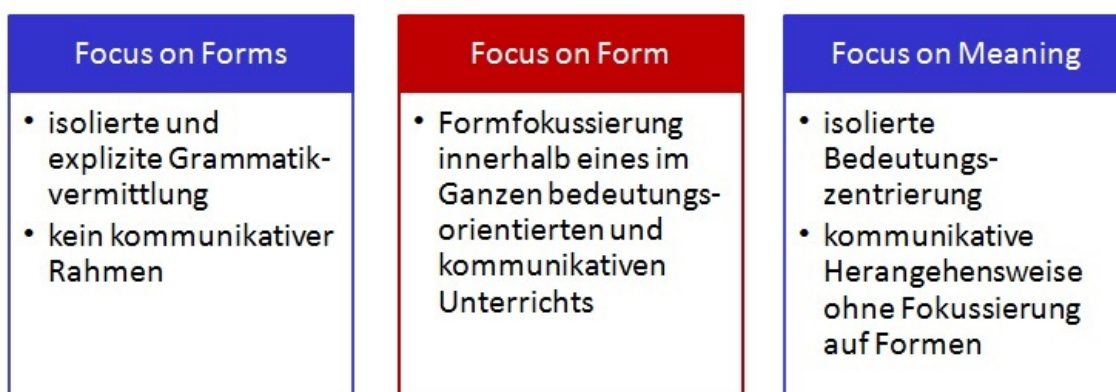 Focus on Forms
• isolierte und
explizite Grammatik-
vermittlung
• kein kommunikativer
Rahmen
Focus on Form
• Formfokussierung
innerhalb eines im
Ganzen bedeutungs-
orientierten und
kommunikativen
Unterrichts
Focus on Meaning
• isolierte
Bedeutungs-
zentrierung
• kommunikative
Herangehensweise
ohne Fokussierung
auf Formen